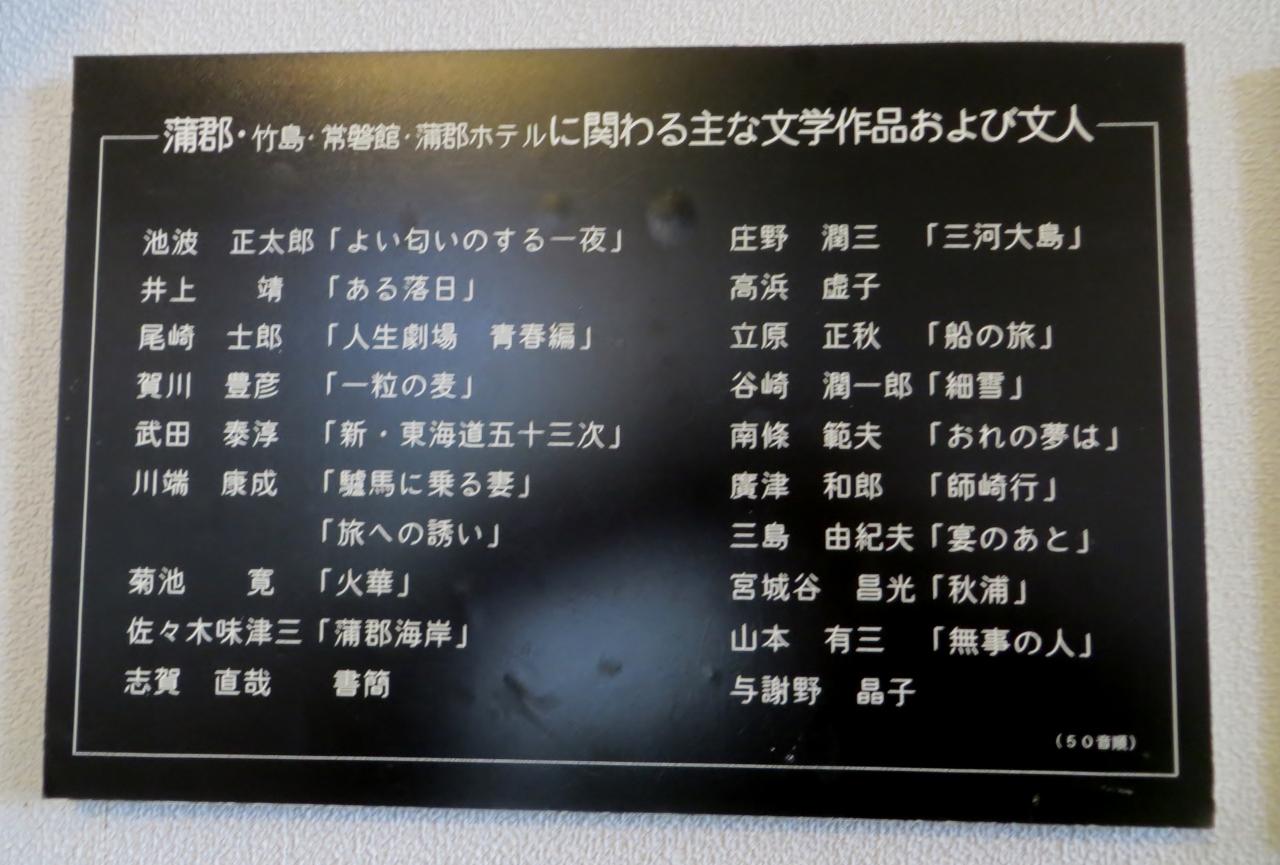 蒲郡・竹島・常磐館・蒲郡ホテルに関わる主な文学作品および文人
池波 正太郎「よい匂いのする一夜」
井上 靖 「ある落日」
尾崎 士郎 「人生劇場 青春編」
賀川 豊彦 「一粒の麦」
武田 泰淳 「新・東海道五十三次」
川端 康成 「驢馬に乗る妻」
「旅への誘い」
菊池 寛 「火華」
佐々木味津三「蒲郡海岸」
志賀 直哉 書簡
庄野 潤三 「三河大島」
高浜 虚子
立原 正秋 「船の旅」
谷崎 潤一郎「細雪」
南條 範夫 「おれの夢は」
廣津 和郎 「師崎行」
三島 由紀夫「宴のあと」
宮城谷 昌光「秋浦」
山本 有三 「無事の人」
与謝野 晶子
（５０音順）